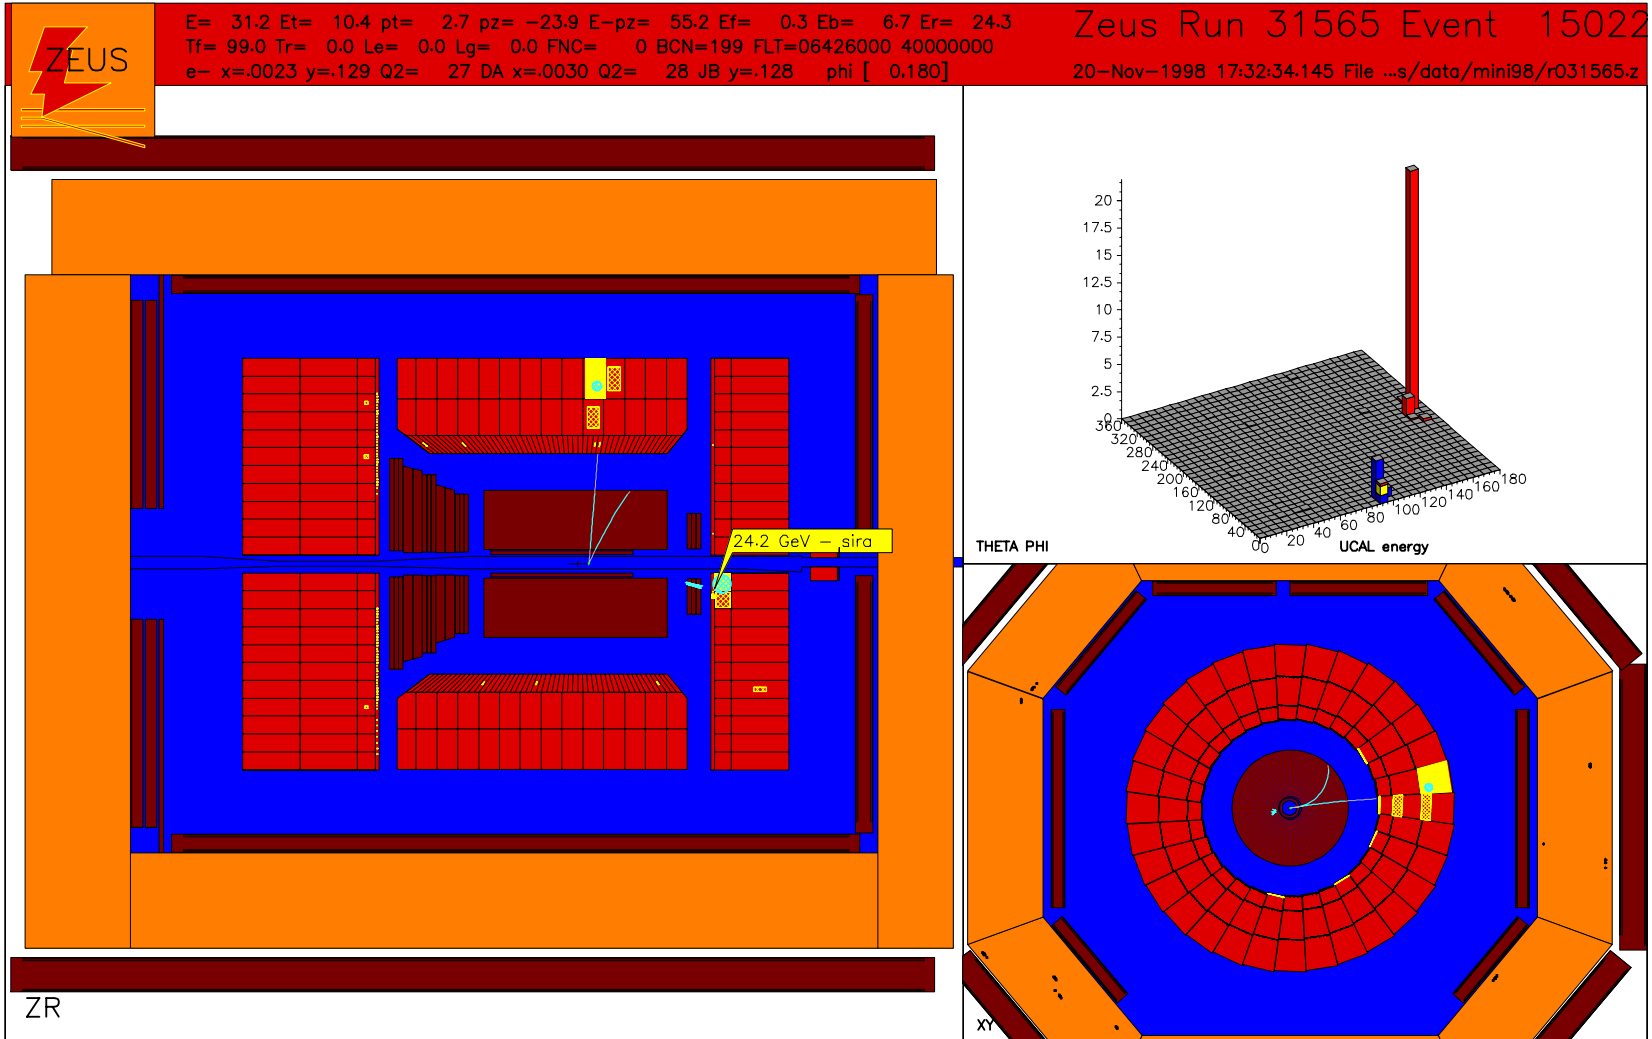 ZEUS
E= 31.2 Et= 10.4 pt= 2.7 pz= -23.9 E-pz= 55.2 Ef= 0.3 Eb= 6.7 Er= 24.3
Tf= 99.0 Tr= 0.0 Le= 0.0 Lg= 0.0 FNC= 0 BCN=199 FLT=06426000 40000000
e- x=.0023 y=.129 Q2= 27 DA x=.0030 Q2= 28 JB y=.128 phi [ 0.180]
Zeus Run 31565 Event 15022
20-Nov-1998 17:32:34.145 File ...s/data/mini98/r031565.z
24.2 GeV - sira
ZR
20
17.5
15
12.5
10
7.5
5
2.5
0
360
320
280
240
200
160
120
80
40
0
0 20 40 60 80 100 120 140 160 180
THETA PHI
UCAL energy
XY